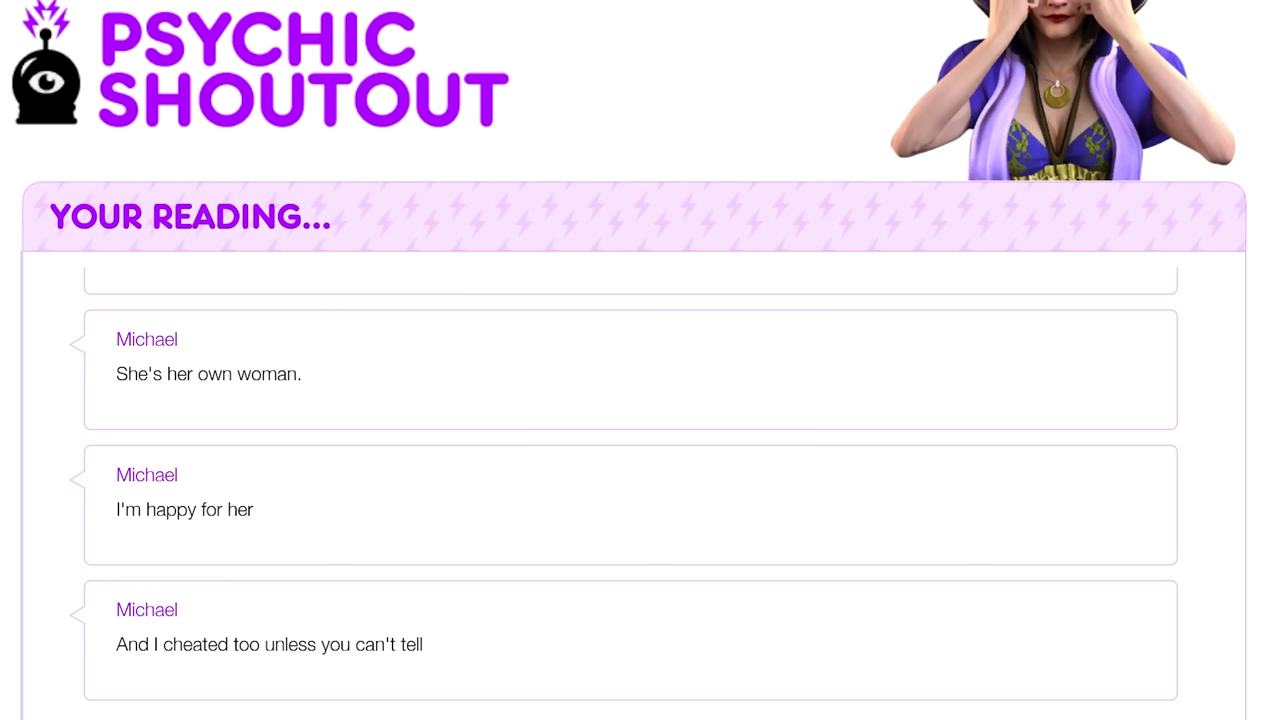 PSYCHIC
SHOUTOUT
YOUR READING...
Michael
She's her own woman.
Michael
I'm happy for her
Michael
And I cheated too unless you can't tell